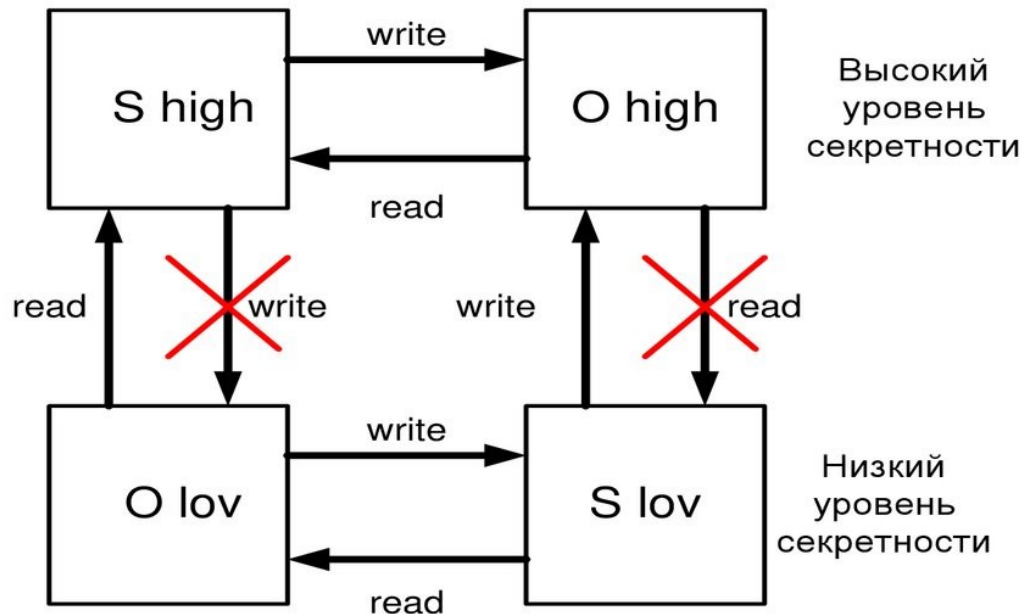 write
S high
O high
Высокий
уровень
секретности
read
read
write
write
read
write
O lov
S lov
Низкий
уровень
секретности
read